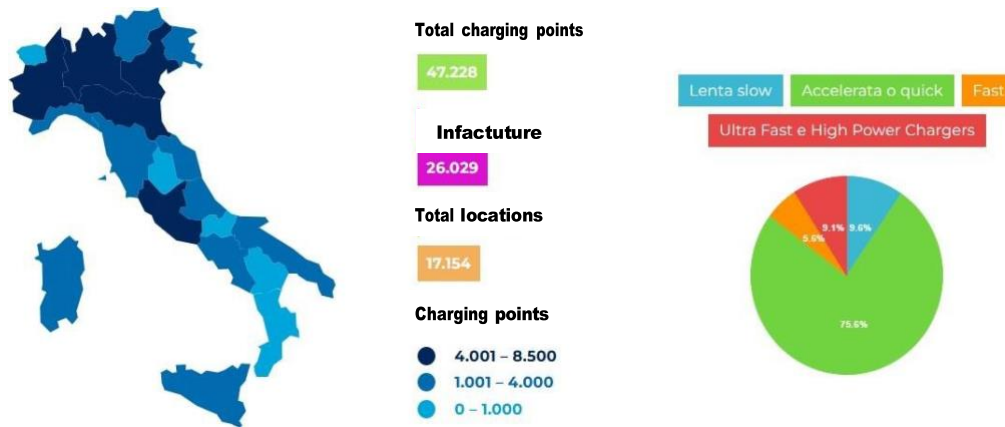 Total charging points
47.228
Infactuture
26.029
Total locations
17.154
Charging points
4.001 – 8.500
1.001 – 4.000
0 – 1.000
Lenta slow
Accelerata o quick
Fast
Ultra Fast e High Power Chargers
9.1%
9.6%
5.6%
75.6%